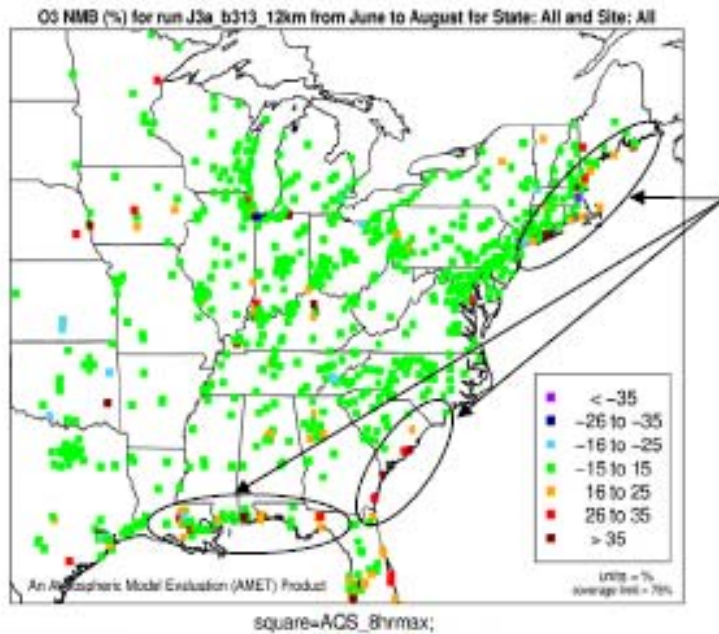 O3 NMB (%) for run J3a_b313_12km from June to August for State: All and Site: All
< -35
-26 to -35
-16 to -25
-15 to 15
16 to 25
26 to 35
> 35
units = %
coverage limit = 75%
An Atmospheric Model Evaluation (AMET) Product
square=AQS_8hrmax;